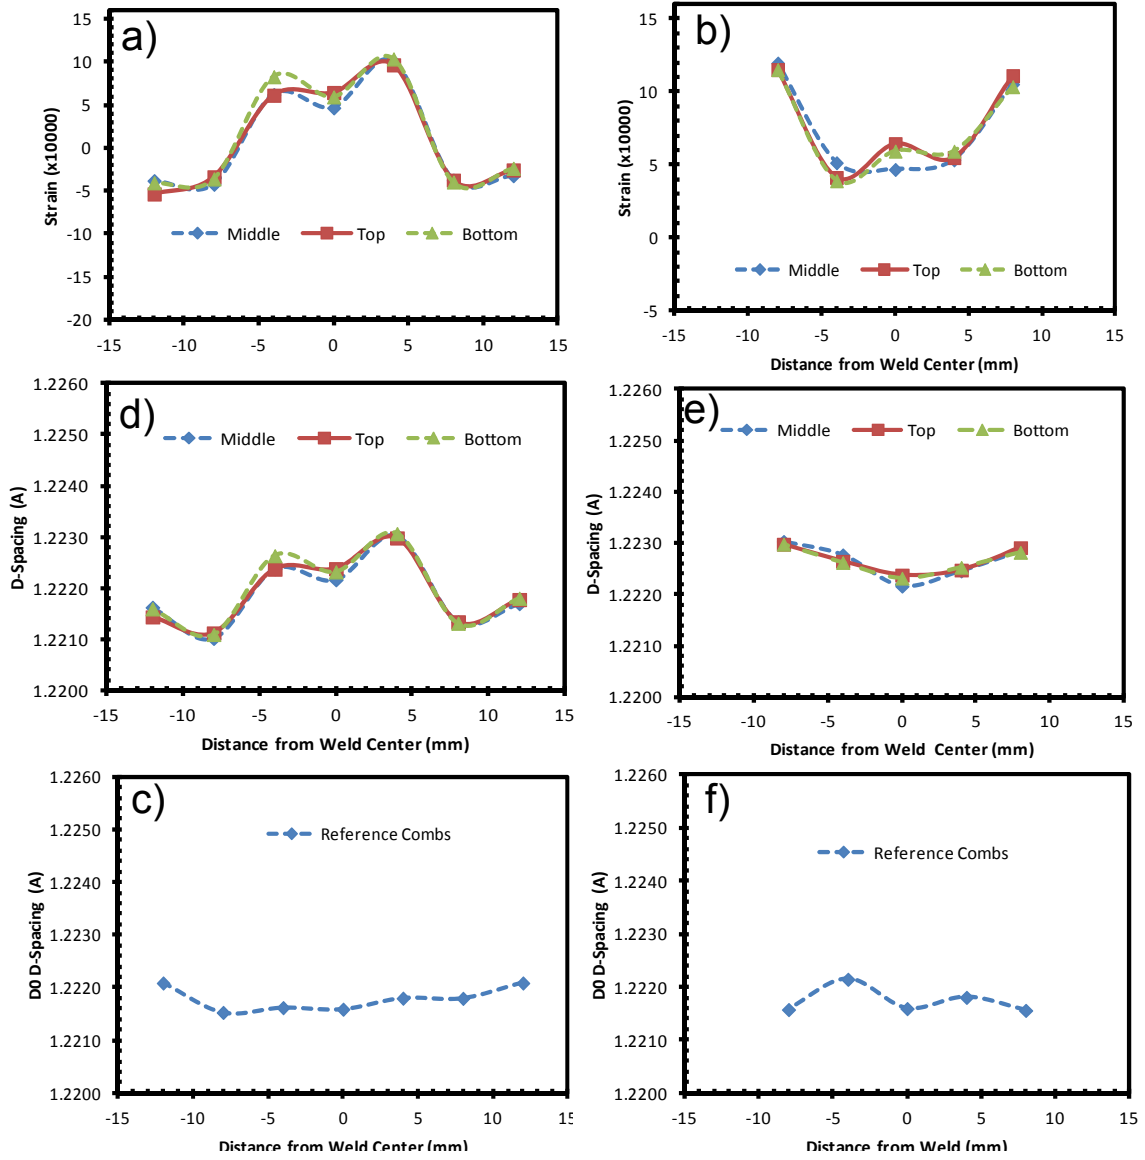 a)
15
10
5
0
-5
-10
-15
-20
Strain (x10000)
Middle Top Bottom
-15 -10 -5 0 5 10 15
b)
15
10
5
0
-5
Strain (x10000)
Middle Top Bottom
-15 -10 -5 0 5 10 15
Distance from Weld Center (mm)
d)
1.2260
1.2250
1.2240
1.2230
1.2220
1.2210
1.2200
D-Spacing (A)
Middle Top Bottom
-15 -10 -5 0 5 10 15
Distance from Weld Center (mm)
e)
1.2260
1.2250
1.2240
1.2230
1.2220
1.2210
1.2200
D-Spacing (A)
Middle Top Bottom
-15 -10 -5 0 5 10 15
Distance from Weld Center (mm)
c)
1.2260
1.2250
1.2240
1.2230
1.2220
1.2210
1.2200
D0 D-Spacing (A)
Reference Combs
-15 -10 -5 0 5 10 15
Distance from Weld Center (mm)
f)
1.2260
1.2250
1.2240
1.2230
1.2220
1.2210
1.2200
D0 D-Spacing (A)
Reference Combs
-15 -10 -5 0 5 10 15
Distance from Weld (mm)